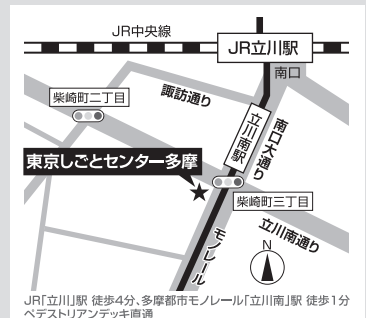 JR中央線
JR立川駅
南口
柴崎町二丁目
諏訪通り
立川南駅
南口大通り
東京しごとセンター多摩
柴崎町三丁目
立川南通り
モノレール
N
JR「立川」駅 徒歩4分、多摩都市モノレール「立川南」駅 徒歩1分
ペデストリアンデッキ直通